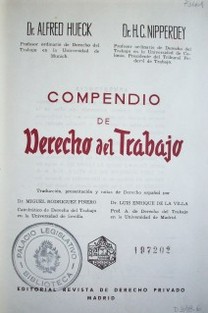 Dr. ALFRED HUECK Dr. H. C. NIPPERDEY
Profesor ordinario de Derecho del
Trabajo en la Universidad de
Munich
Profesor ordinario de Derecho del
Trabajo en la Universidad de Co-
lonia. Presidente del Tribunal Fe-
deral de Trabajo
COMPENDIO
DE
Derecho del Trabajo
Traducción, presentación y notas de Derecho español por
Dr. MIGUEL RODRIGUEZ PIÑERO
Catedrático de Derecho del Trabajo
en la Universidad de Sevilla
Dr. LUIS ENRIQUE DE LA VILLA
Prof. A. de Derecho del Trabajo
en la Universidad de Madrid
PALACIO LEGISLATIVO
BIBLIOTECA
197202
EDITORIAL REVISTA DE DERECHO PRIVADO
MADRID